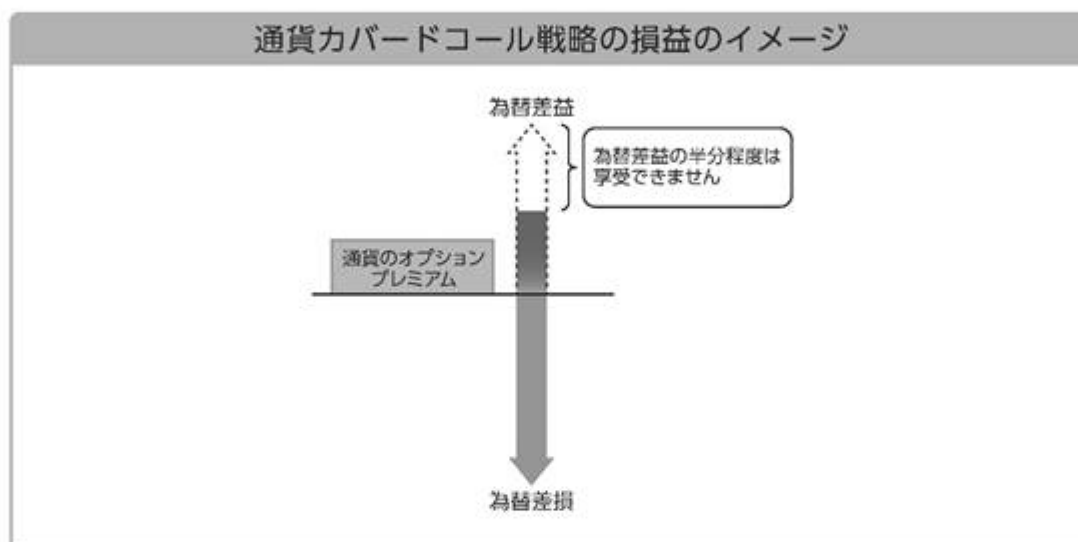 通貨カバードコール戦略の損益のイメージ
為替差益
為替差益の半分程度は
享受できません
通貨のオプション
プレミアム
為替差損